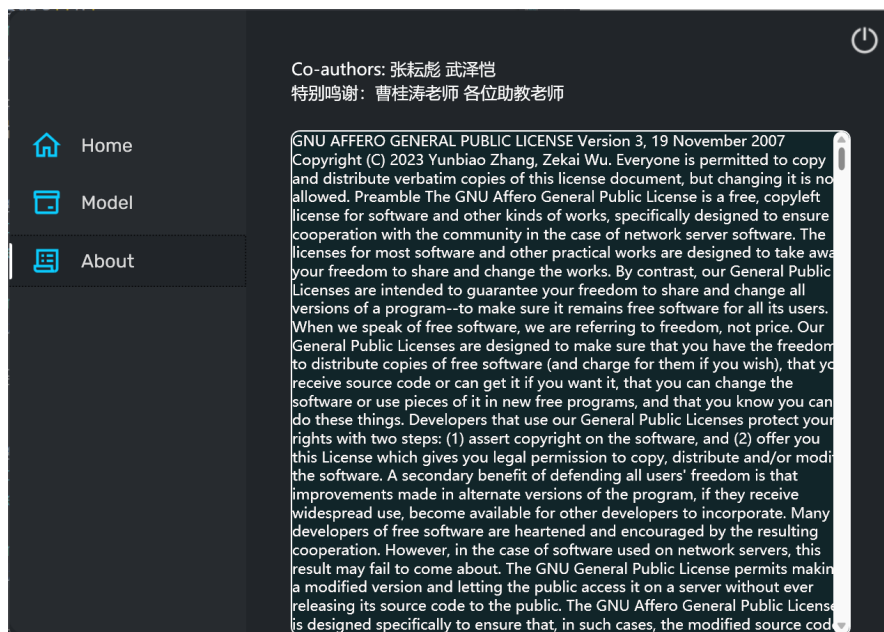 Co-authors: 张耘彪 武泽恺
特别鸣谢：曹桂涛老师 各位助教老师
Home
Model
About
GNU AFFERO GENERAL PUBLIC LICENSE Version 3, 19 November 2007
Copyright (C) 2023 Yunbiao Zhang, Zekai Wu. Everyone is permitted to copy
and distribute verbatim copies of this license document, but changing it is no
allowed. Preamble The GNU Affero General Public License is a free, copyleft
license for software and other kinds of works, specifically designed to ensure
cooperation with the community in the case of network server software. The
licenses for most software and other practical works are designed to take awa
your freedom to share and change the works. By contrast, our General Public
Licenses are intended to guarantee your freedom to share and change all
versions of a program--to make sure it remains free software for all its users.
When we speak of free software, we are referring to freedom, not price. Our
General Public Licenses are designed to make sure that you have the freedom
to distribute copies of free software (and charge for them if you wish), that yo
receive source code or can get it if you want it, that you can change the
software or use pieces of it in new free programs, and that you know you can
do these things. Developers that use our General Public Licenses protect your
rights with two steps: (1) assert copyright on the software, and (2) offer you
this License which gives you legal permission to copy, distribute and/or modi
the software. A secondary benefit of defending all users' freedom is that
improvements made in alternate versions of the program, if they receive
widespread use, become available for other developers to incorporate. Many
developers of free software are heartened and encouraged by the resulting
cooperation. However, in the case of software used on network servers, this
result may fail to come about. The GNU General Public License permits makin
a modified version and letting the public access it on a server without ever
releasing its source code to the public. The GNU Affero General Public License
is designed specifically to ensure that, in such cases, the modified source code